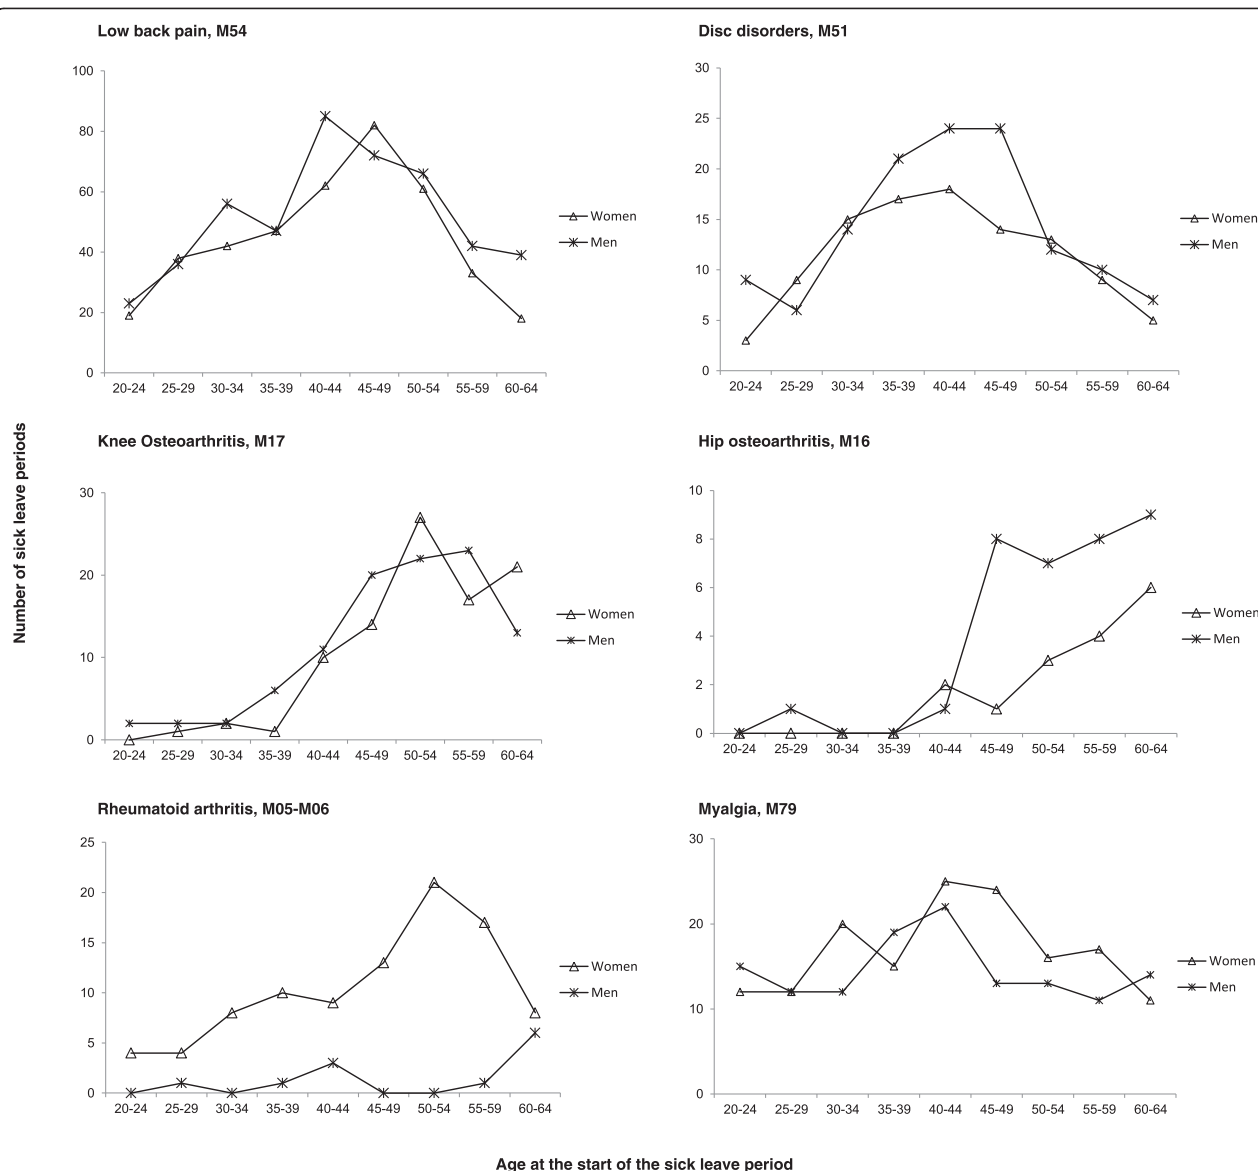 Low back pain, M54
100
80
60
40
20
0
20-24 25-29 30-34 35-39 40-44 45-49 50-54 55-59 60-64
Women
Men
Disc disorders, M51
30
25
20
15
10
5
0
20-24 25-29 30-34 35-39 40-44 45-49 50-54 55-59 60-64
Women
Men
Number of sick leave periods
Knee Osteoarthritis, M17
30
20
10
0
20-24 25-29 30-34 35-39 40-44 45-49 50-54 55-59 60-64
Women
Men
Hip osteoarthritis, M16
10
8
6
4
2
0
20-24 25-29 30-34 35-39 40-44 45-49 50-54 55-59 60-64
Women
Men
Rheumatoid arthritis, M05-M06
25
20
15
10
5
0
20-24 25-29 30-34 35-39 40-44 45-49 50-54 55-59 60-64
Women
Men
Myalgia, M79
30
20
10
0
20-24 25-29 30-34 35-39 40-44 45-49 50-54 55-59 60-64
Women
Men
Age at the start of the sick leave period